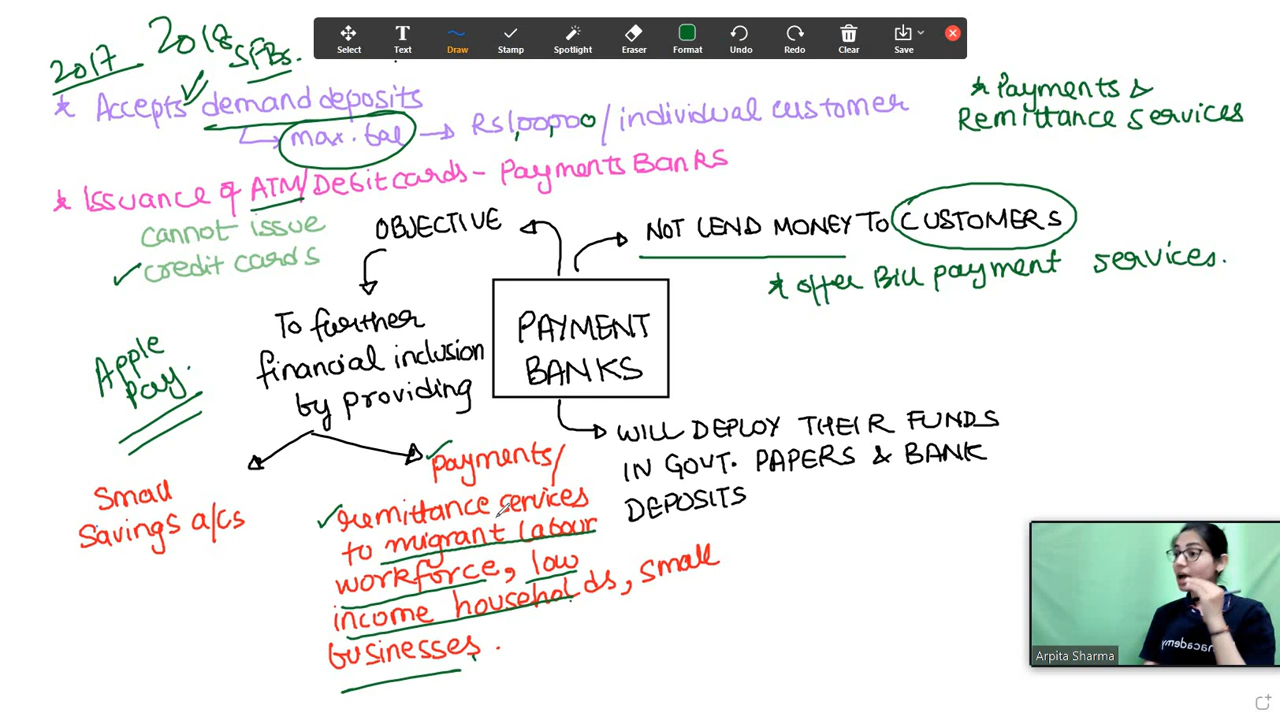 Select
Text
Draw
Stamp
Spotlight
Eraser
Format
Undo
Redo
Clear
Save
2017 2018
SFBs.
* Accepts demand deposits
max. bal → Rs1,00,000/individual customer
* Payments &
Remittance services
* Issuance of ATM/Debit cards - Payments Banks
cannot issue
credit cards
OBJECTIVE
NOT LEND MONEY TO CUSTOMERS
* offer Bill payment services.
To further
financial inclusion
by providing
PAYMENT
BANKS
Apple
Pay.
WILL DEPLOY THEIR FUNDS
IN GOVT. PAPERS & BANK
DEPOSITS
Small
Savings a/cs
payments/
remittance services
to migrant labour
workforce, low
income households, small
businesses.
nacademy
Arpita Sharma